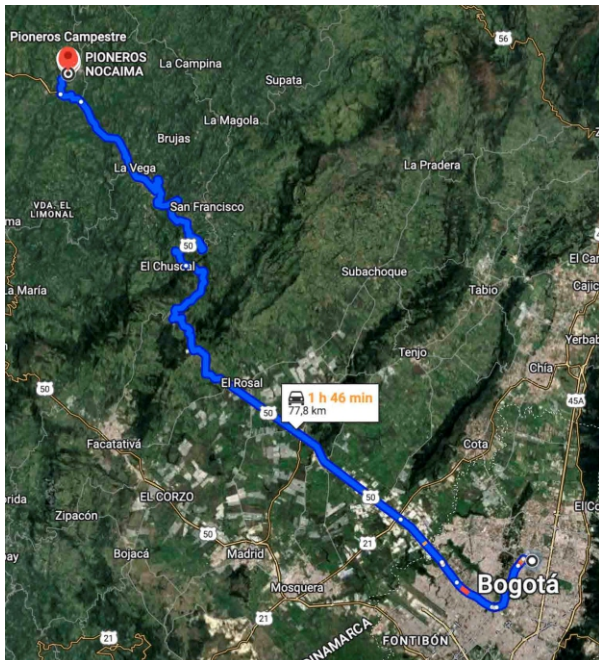 56
Pioneros Campestre
PIONEROS
NOCAIMA
La Campina
Supata
La Magola
Brujas
La Vega
La Pradera
VDA. EL
LIMONAL
San Francisco
50
El Chuscal
La María
Subachoque
Tabio
El Rosal
Tenjo
Chía
45A
50
50
1 h 46 min
77,8 km
Facatativá
Cota
EL CORZO
50
Zipacón
50
21
Bojacá
Madrid
Mosquera
Bogotá
21
21
FONTIBÓN